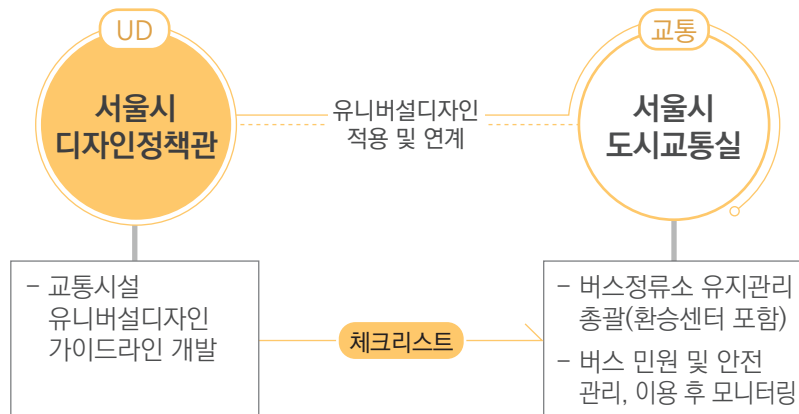 UD
서울시
디자인정책관
유니버설디자인
적용 및 연계
교통
서울시
도시교통실
– 교통시설
유니버설디자인
가이드라인 개발
체크리스트
– 버스정류소 유지관리
총괄(환승센터 포함)
– 버스 민원 및 안전
관리, 이용 후 모니터링